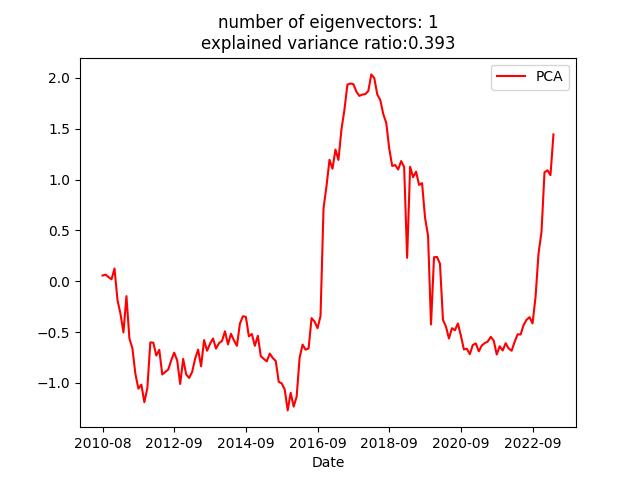 number of eigenvectors: 1
explained variance ratio:0.393
PCA
2.0
1.5
1.0
0.5
0.0
−0.5
−1.0
2010-08 2012-09 2014-09 2016-09 2018-09 2020-09 2022-09
Date